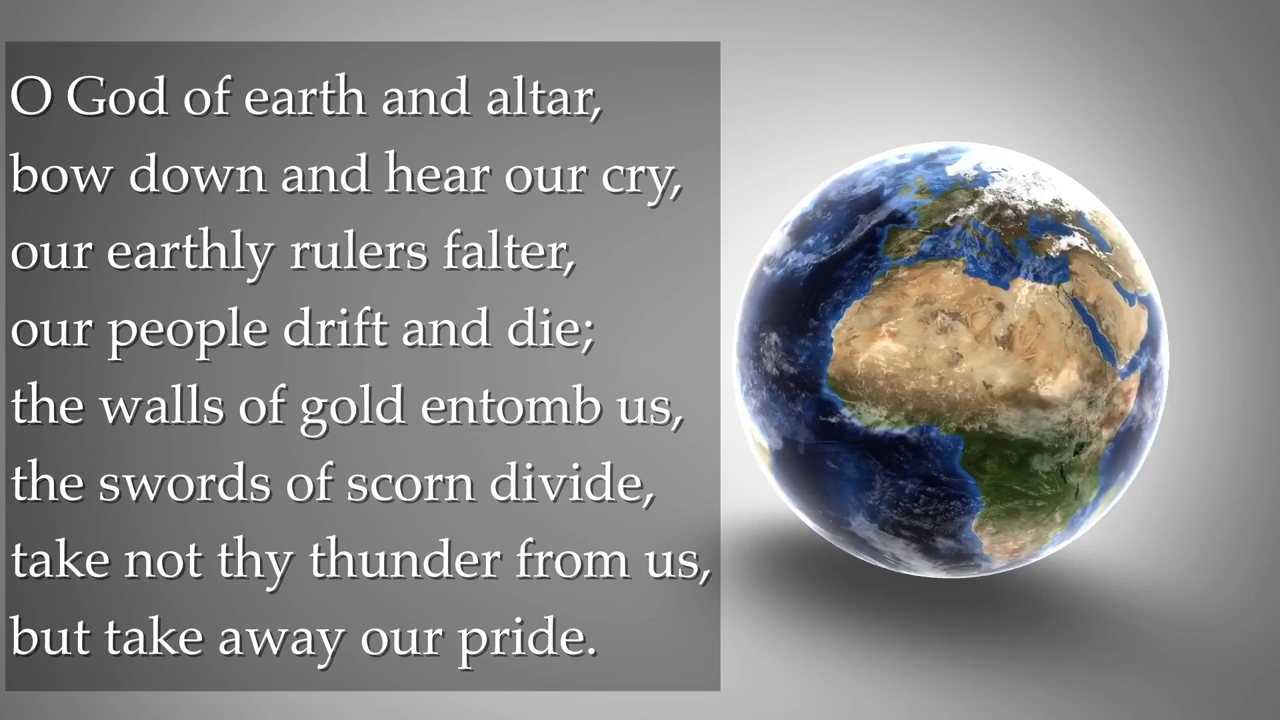 O God of earth and altar,
bow down and hear our cry,
our earthly rulers falter,
our people drift and die;
the walls of gold entomb us,
the swords of scorn divide,
take not thy thunder from us,
but take away our pride.